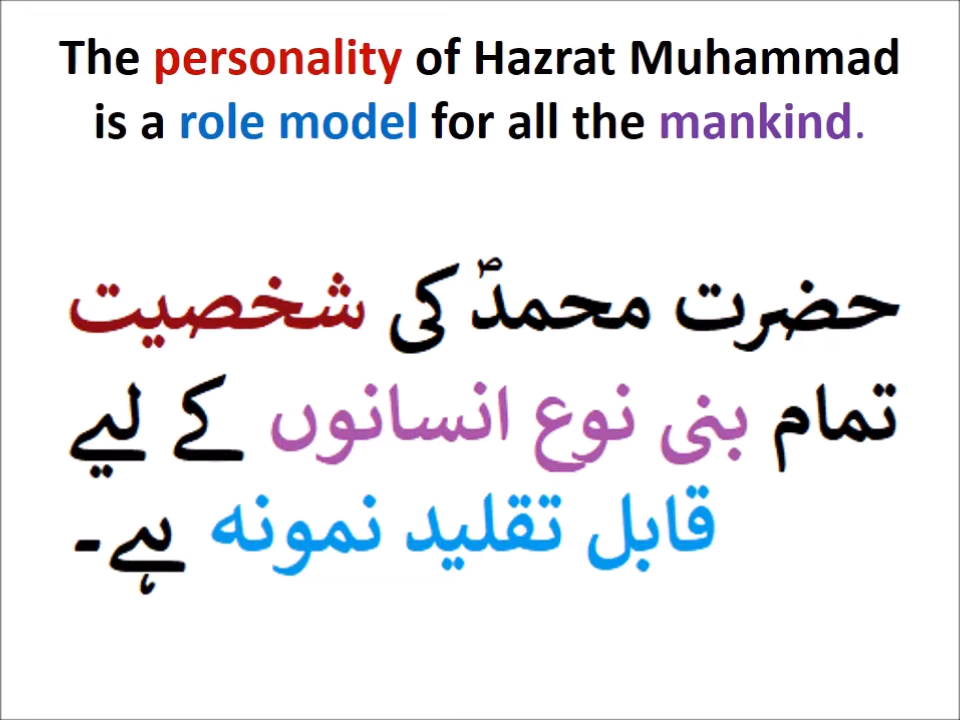 The personality of Hazrat Muhammad
is a role model for all the mankind.
حضرت محمدؐ کی شخصیت
تمام بنی نوع انسانوں کے لیے
قابل تقلید نمونہ ہے۔